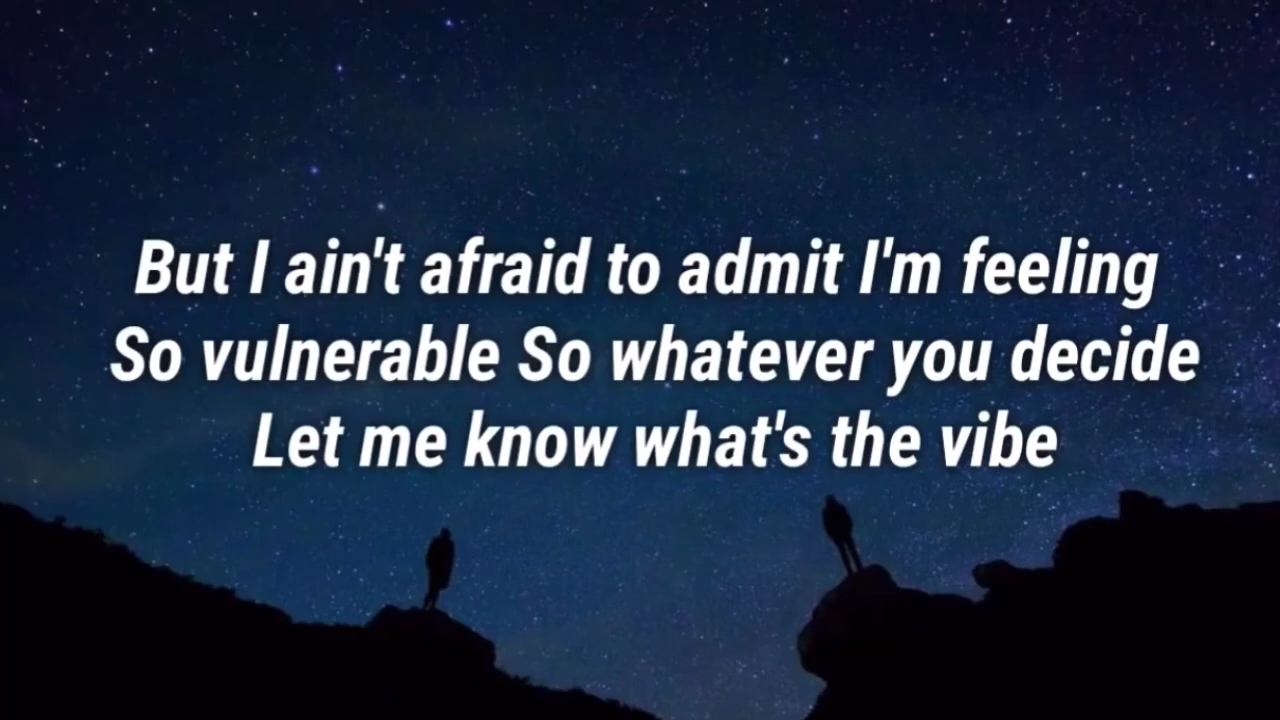 But I ain't afraid to admit I'm feeling
So vulnerable So whatever you decide
Let me know what's the vibe